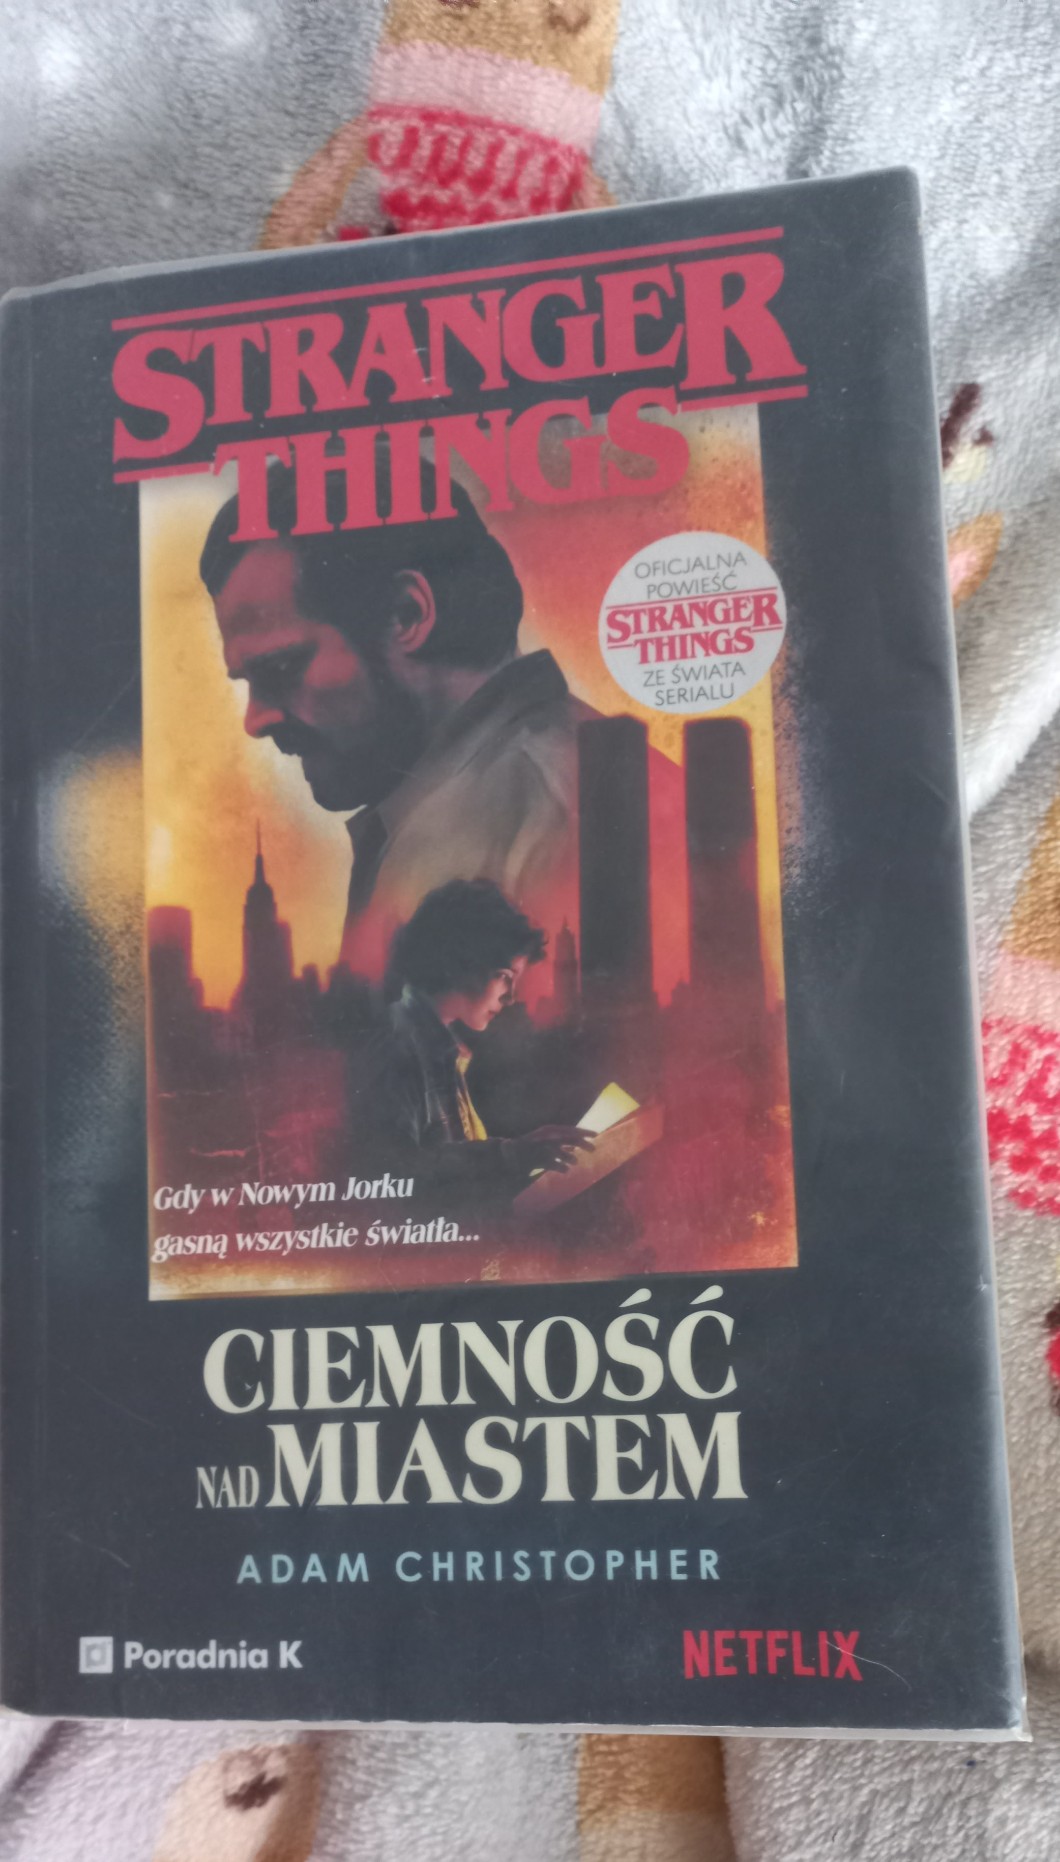 STRANGER
THINGS
OFICJALNA
POWIEŚĆ
STRANGER
THINGS
ZE ŚWIATA
SERIALU
Gdy w Nowym Jorku
gasną wszystkie światła...
CIEMNOŚĆ
NAD MIASTEM
ADAM CHRISTOPHER
Poradnia K
NETFLIX